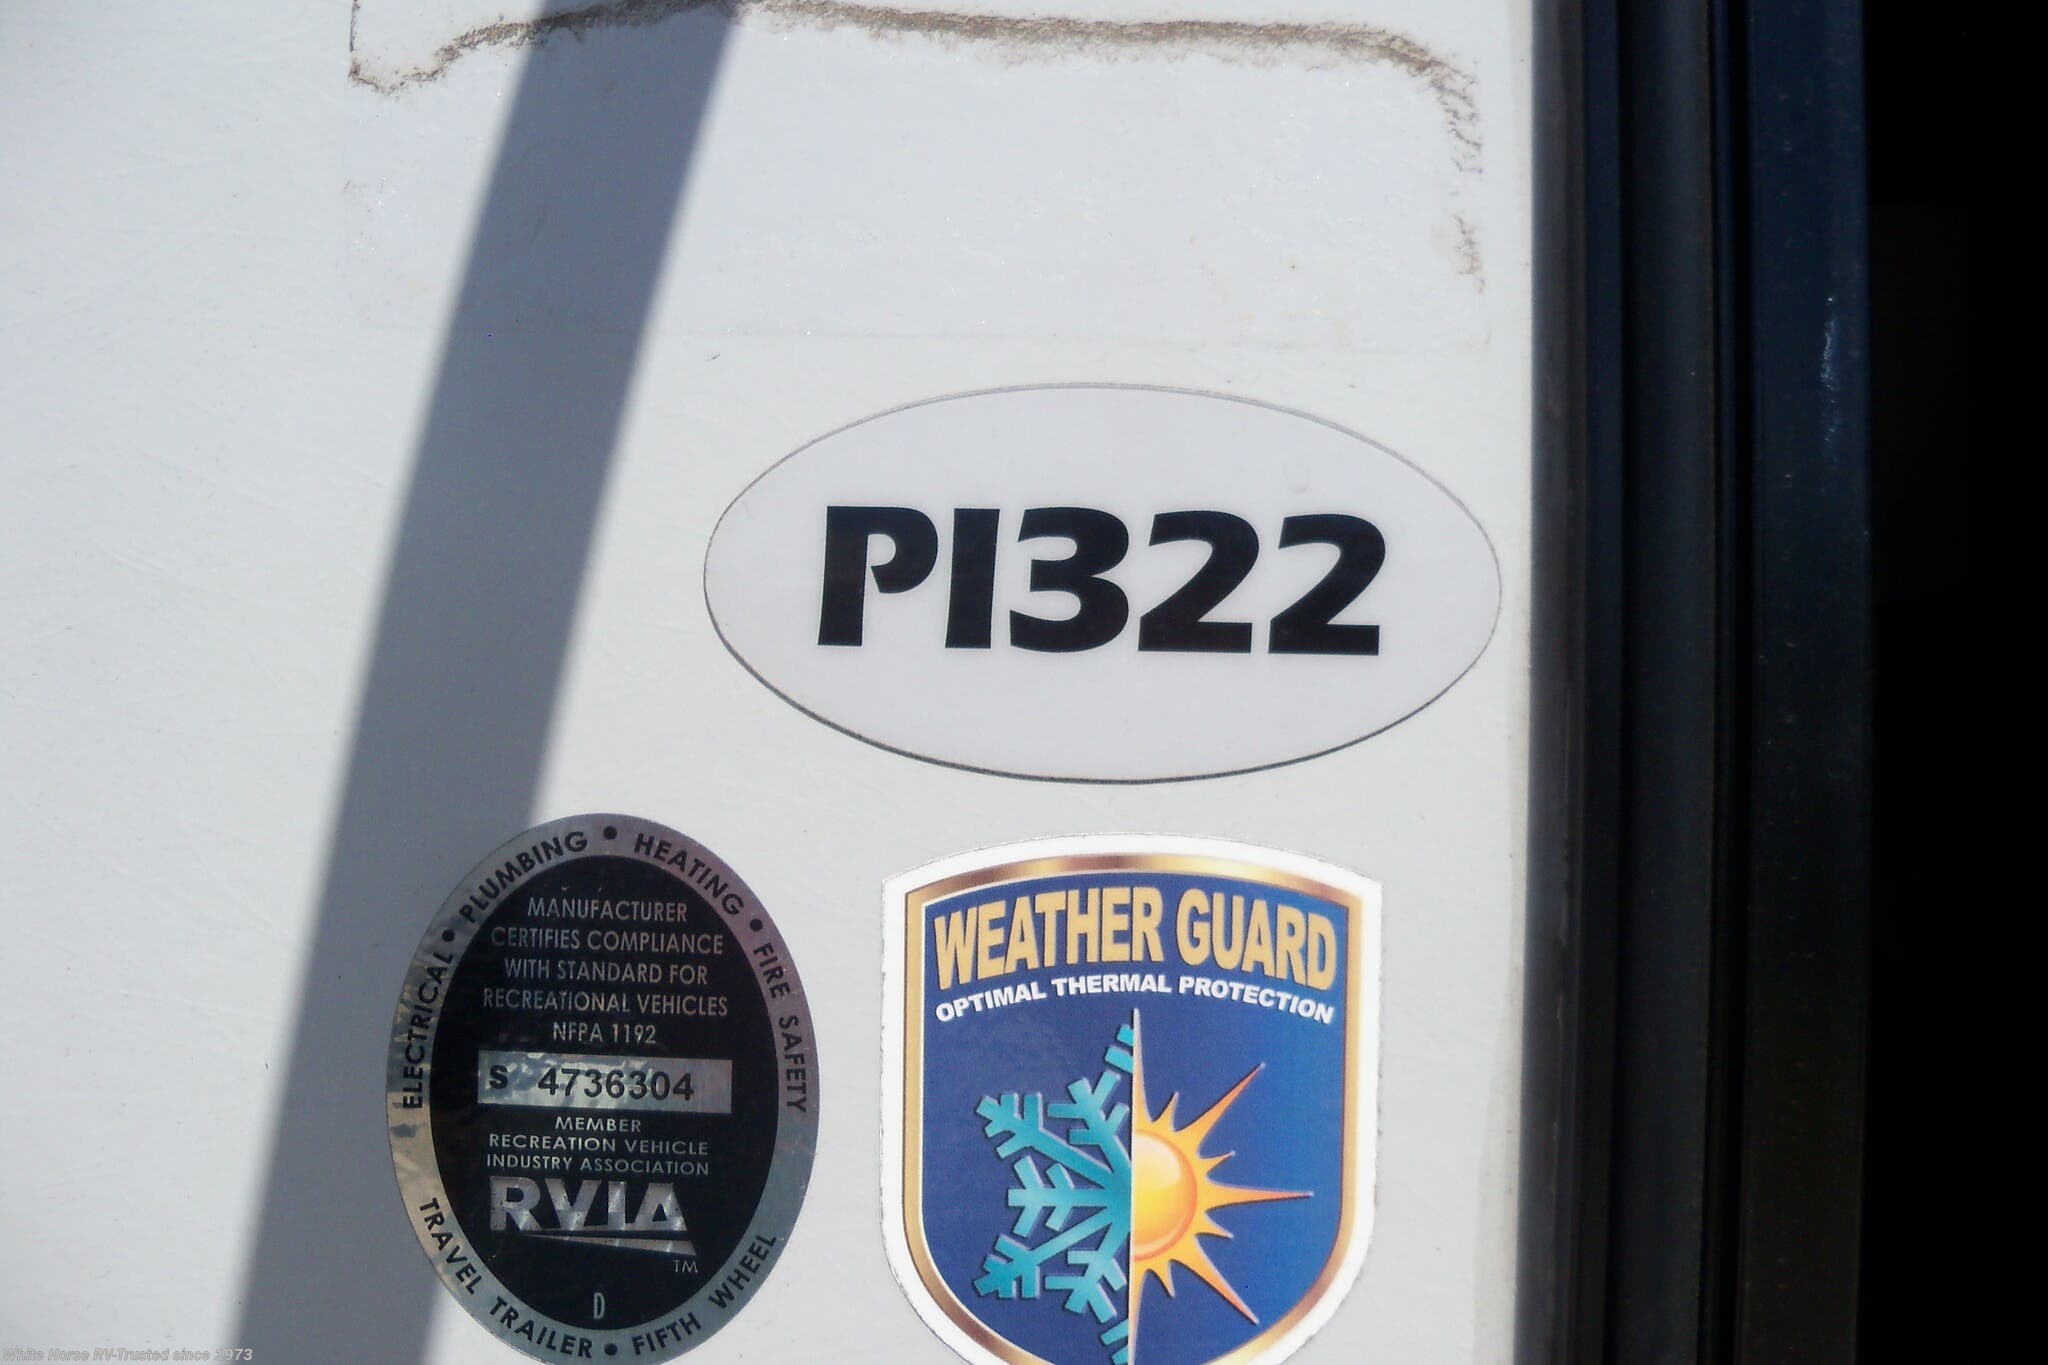 PI322
PLUMBING • HEATING • FIRE SAFETY
ELECTRICAL •
MANUFACTURER
CERTIFIES COMPLIANCE
WITH STANDARD FOR
RECREATIONAL VEHICLES
NFPA 1192
S 4736304
MEMBER
RECREATION VEHICLE
INDUSTRY ASSOCIATION
RVIA
TM
D
TRAVEL TRAILER • FIFTH WHEEL
WEATHER GUARD
OPTIMAL THERMAL PROTECTION
White Horse RV-Trusted since 1973